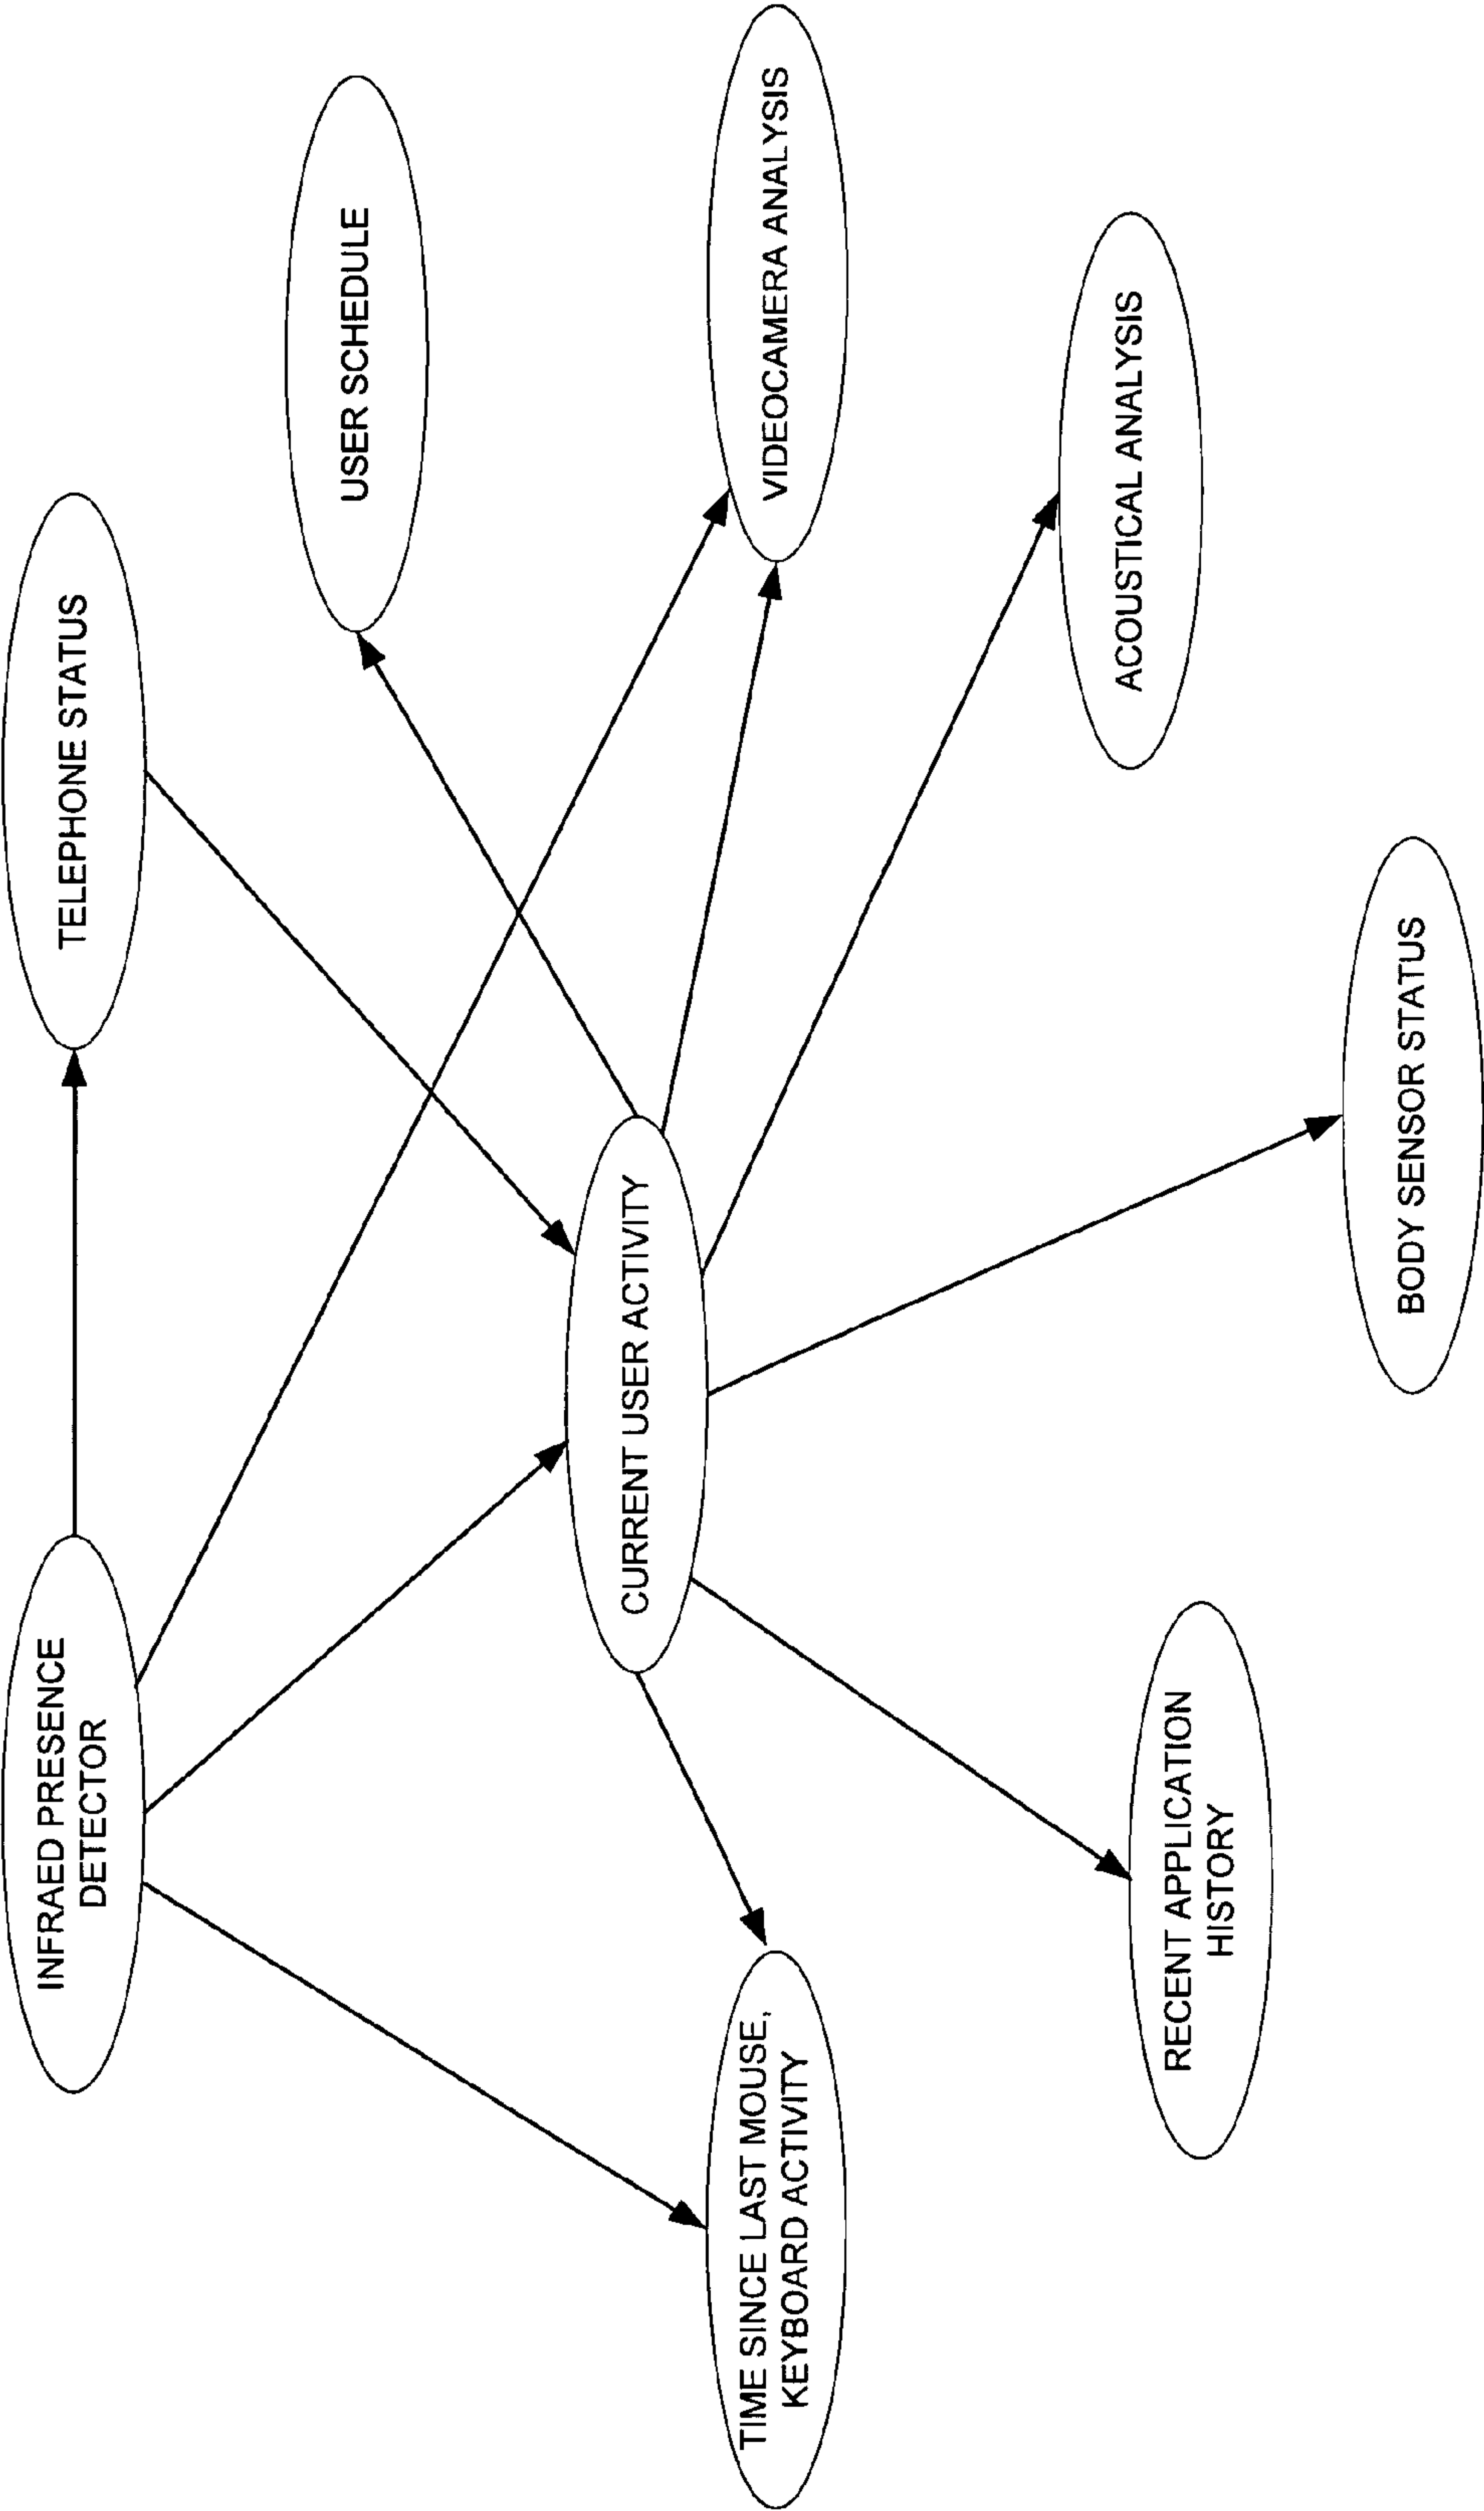 INFRAED PRESENCE
DETECTOR
TELEPHONE STATUS
USER SCHEDULE
CURRENT USER ACTIVITY
TIME SINCE LAST MOUSE,
KEYBOARD ACTIVITY
VIDEOCAMERA ANALYSIS
ACOUSTICAL ANALYSIS
RECENT APPLICATION
HISTORY
BODY SENSOR STATUS